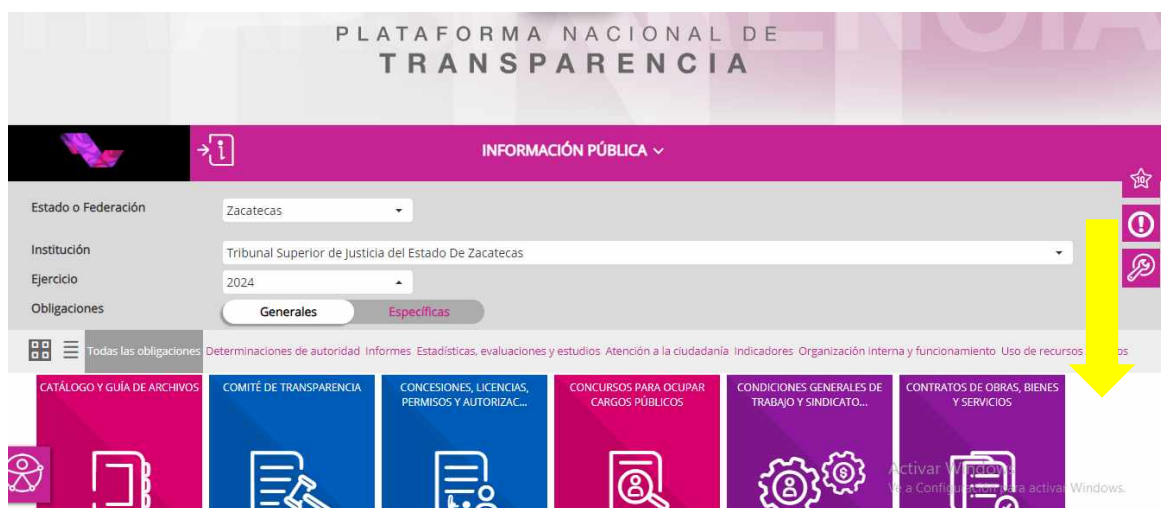 PLATAFORMA NACIONAL DE
TRANSPARENCIA
INFORMACIÓN PÚBLICA
Estado o Federación
Zacatecas
Institución
Tribunal Superior de Justicia del Estado De Zacatecas
Ejercicio
2024
Obligaciones
Generales
Específicas
Todas las obligaciones Determinaciones de autoridad Informes Estadísticas, evaluaciones y estudios Atención a la ciudadanía Indicadores Organización interna y funcionamiento Uso de recursos
CATÁLOGO Y GUÍA DE ARCHIVOS
COMITÉ DE TRANSPARENCIA
CONCESIONES, LICENCIAS,
PERMISOS Y AUTORIZAC...
CONCURSOS PARA OCUPAR
CARGOS PÚBLICOS
CONDICIONES GENERALES DE
TRABAJO Y SINDICATO...
CONTRATOS DE OBRAS, BIENES
Y SERVICIOS
Activar Windows
Ve a Configuración para activar Windows.